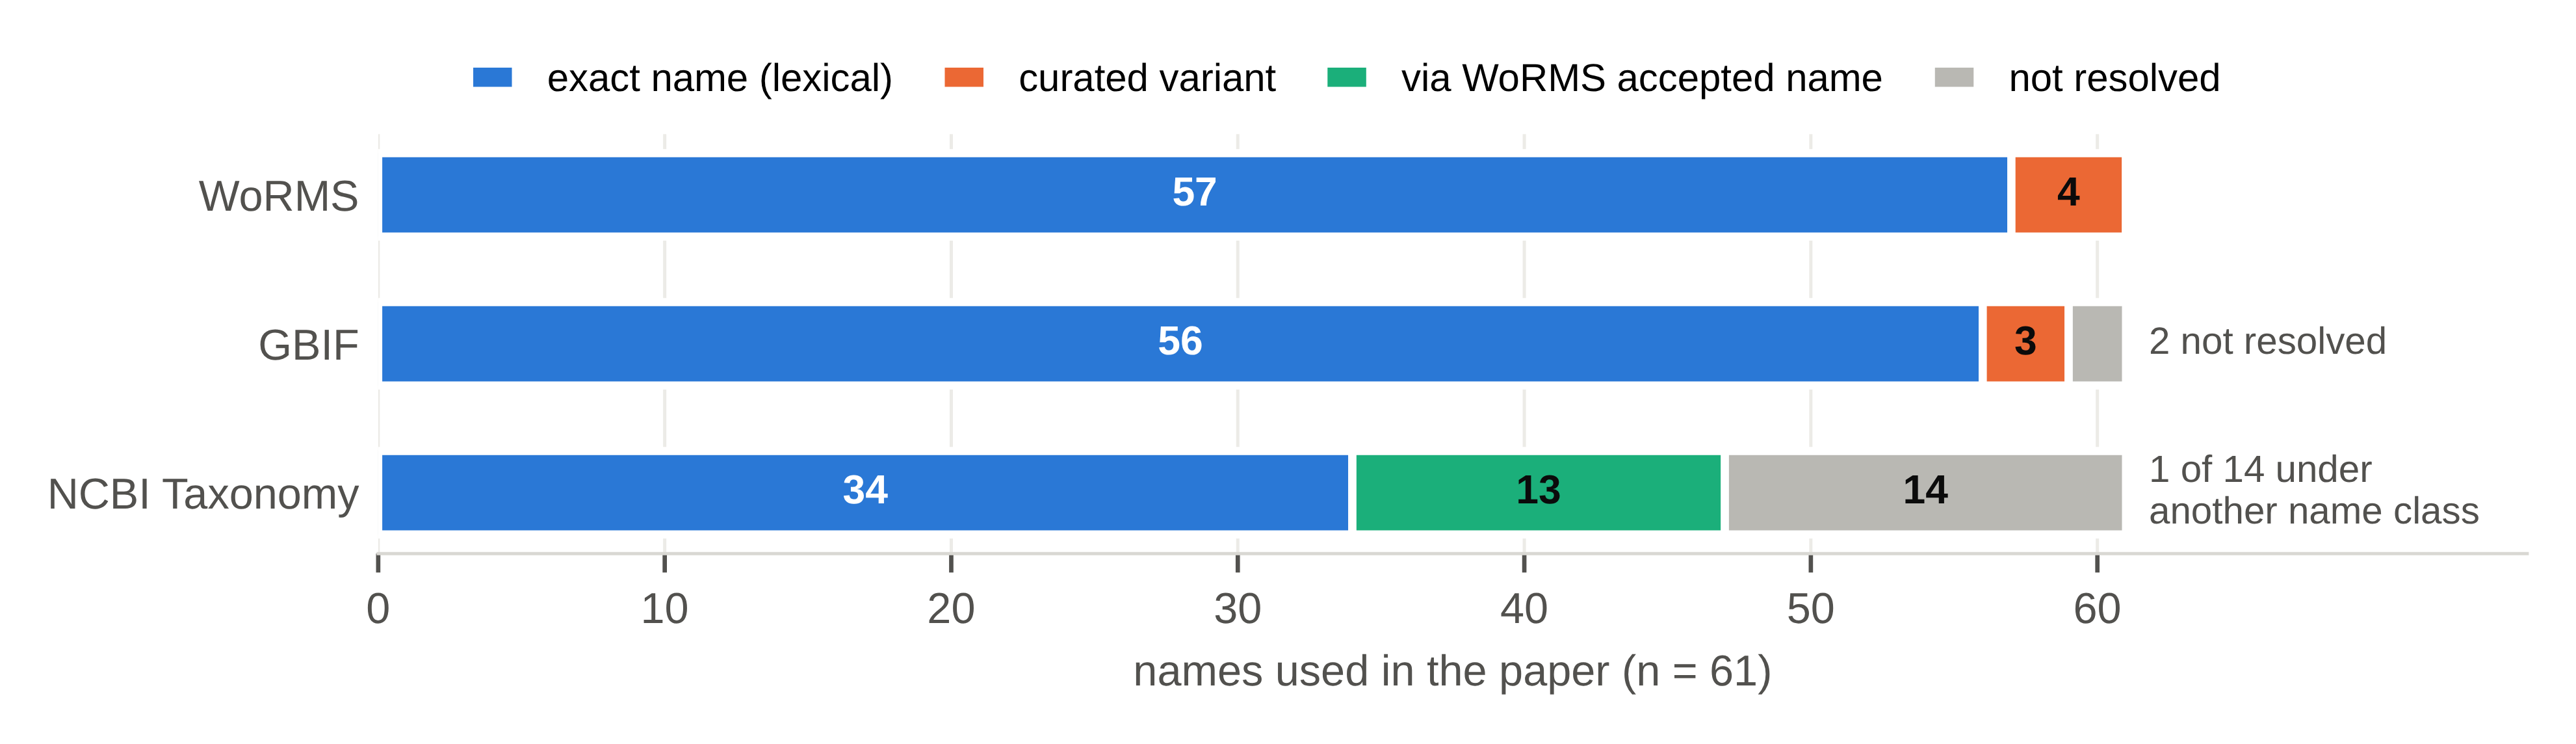 exact name (lexical) curated variant via WoRMS accepted name not resolved
WoRMS 57 4
GBIF 56 3 2 not resolved
NCBI Taxonomy 34 13 14 1 of 14 under
another name class
0 10 20 30 40 50 60
names used in the paper (n = 61)